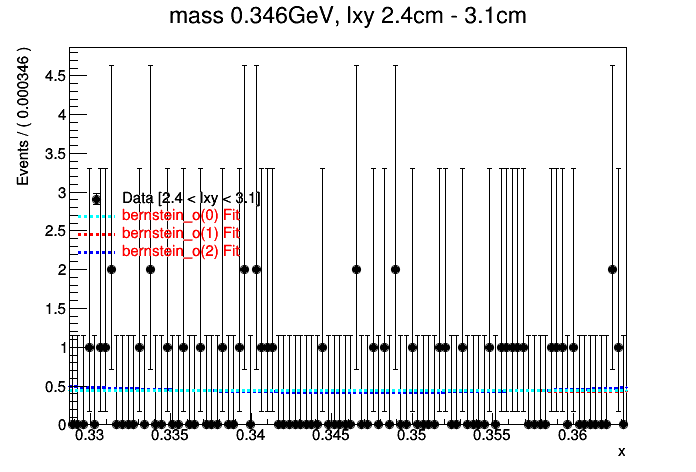 mass 0.346GeV, lxy 2.4cm - 3.1cm
Events / ( 0.000346 )
4.5
4
3.5
3
2.5
2
1.5
1
0.5
0
Data [2.4 < lxy < 3.1]
bernstein_o(0) Fit
bernstein_o(1) Fit
bernstein_o(2) Fit
0.33 0.335 0.34 0.345 0.35 0.355 0.36
x